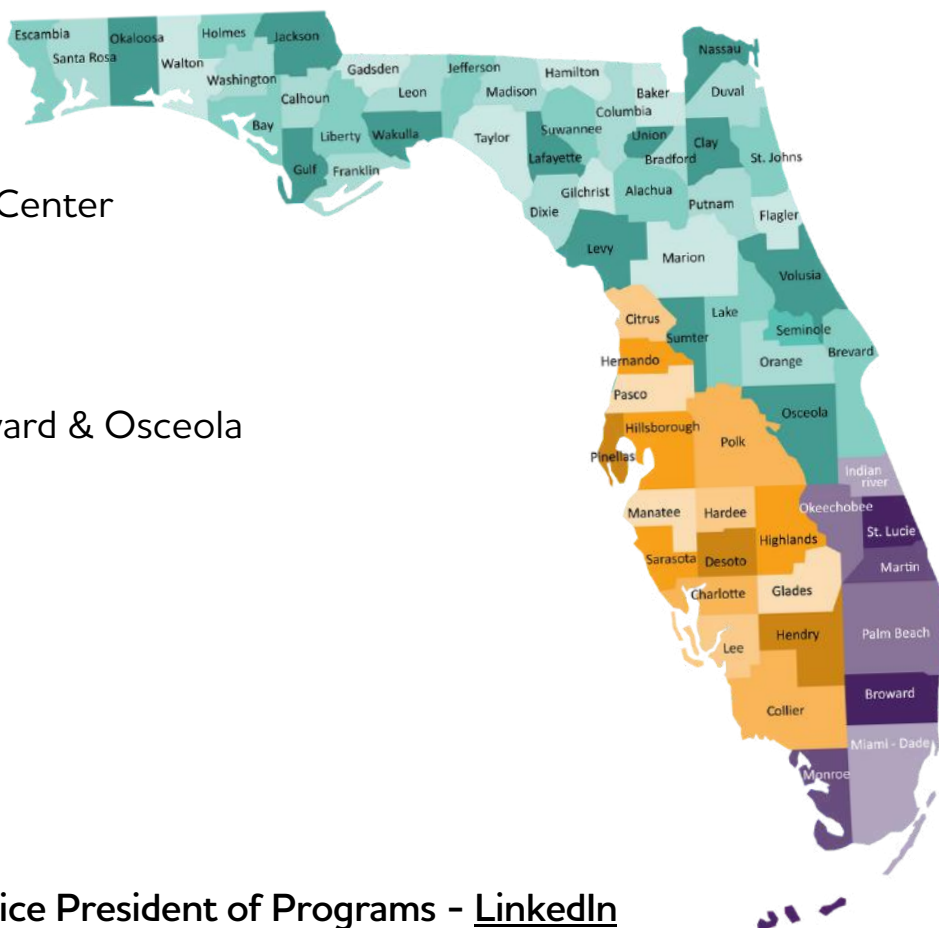 Escambia
Santa Rosa
Okaloosa
Walton
Holmes
Washington
Jackson
Calhoun
Bay
Gulf
Liberty
Franklin
Gadsden
Wakulla
Leon
Jefferson
Madison
Taylor
Hamilton
Suwannee
Lafayette
Dixie
Columbia
Gilchrist
Baker
Union
Bradford
Alachua
Nassau
Duval
Clay
St. Johns
Putnam
Flagler
Levy
Marion
Volusia
Center
Citrus
Sumter
Lake
Seminole
Orange
Brevard
Hernando
Pasco
Osceola
ard & Osceola
Hillsborough
Pinellas
Polk
Indian
river
Okeechobee
St. Lucie
Manatee
Hardee
Highlands
Martin
Sarasota
Desoto
Charlotte
Glades
Lee
Hendry
Palm Beach
Collier
Broward
Miami - Dade
Monroe
ice President of Programs - LinkedIn